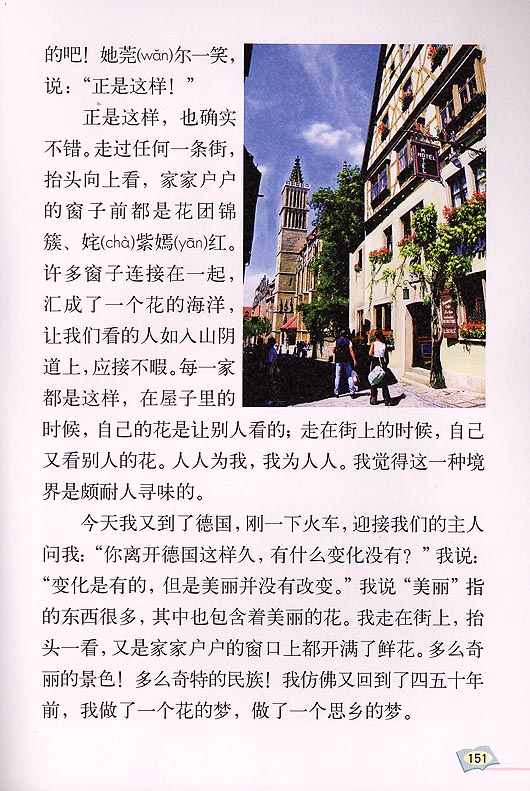 的吧！她莞(wǎn)尔一笑，
说：“正是这样！”
正是这样，也确实
不错。走过任何一条街，
抬头向上看，家家户户
的窗子前都是花团锦
簇、姹(chà)紫嫣(yān)红。
许多窗子连接在一起，
汇成了一个花的海洋，
让我们看的人如入山阴
道上，应接不暇。每一家
都是这样，在屋子里的
时候，自己的花是让别人看的；走在街上的时候，自己
又看别人的花。人人为我，我为人人。我觉得这一种境
界是颇耐人寻味的。
今天我又到了德国，刚一下火车，迎接我们的主人
问我：“你离开德国这样久，有什么变化没有？”我说：
“变化是有的，但是美丽并没有改变。”我说“美丽”指
的东西很多，其中也包含着美丽的花。我走在街上，抬
头一看，又是家家户户的窗口上都开满了鲜花。多么奇
丽的景色！多么奇特的民族！我仿佛又回到了四五十年
前，我做了一个花的梦，做了一个思乡的梦。
HOTEL
151